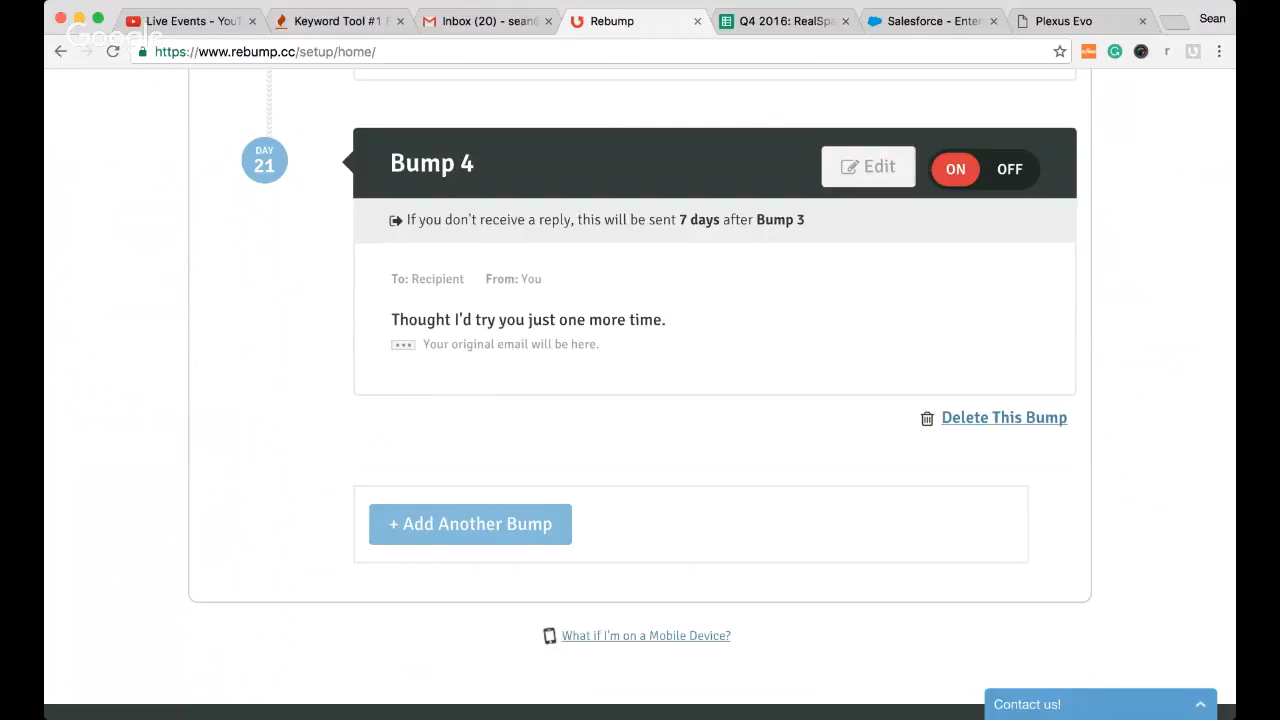 Live Events - YouT
Keyword Tool #1 F
Inbox (20) - sean@
Rebump
Q4 2016: RealSp
Salesforce - Enter
Plexus Evo
Sean
Google
https://www.rebump.cc/setup/home/
DAY
21
Bump 4
Edit
ON
OFF
If you don't receive a reply, this will be sent 7 days after Bump 3
To: Recipient From: You
Thought I'd try you just one more time.
Your original email will be here.
Delete This Bump
+ Add Another Bump
What if I'm on a Mobile Device?
Contact us!